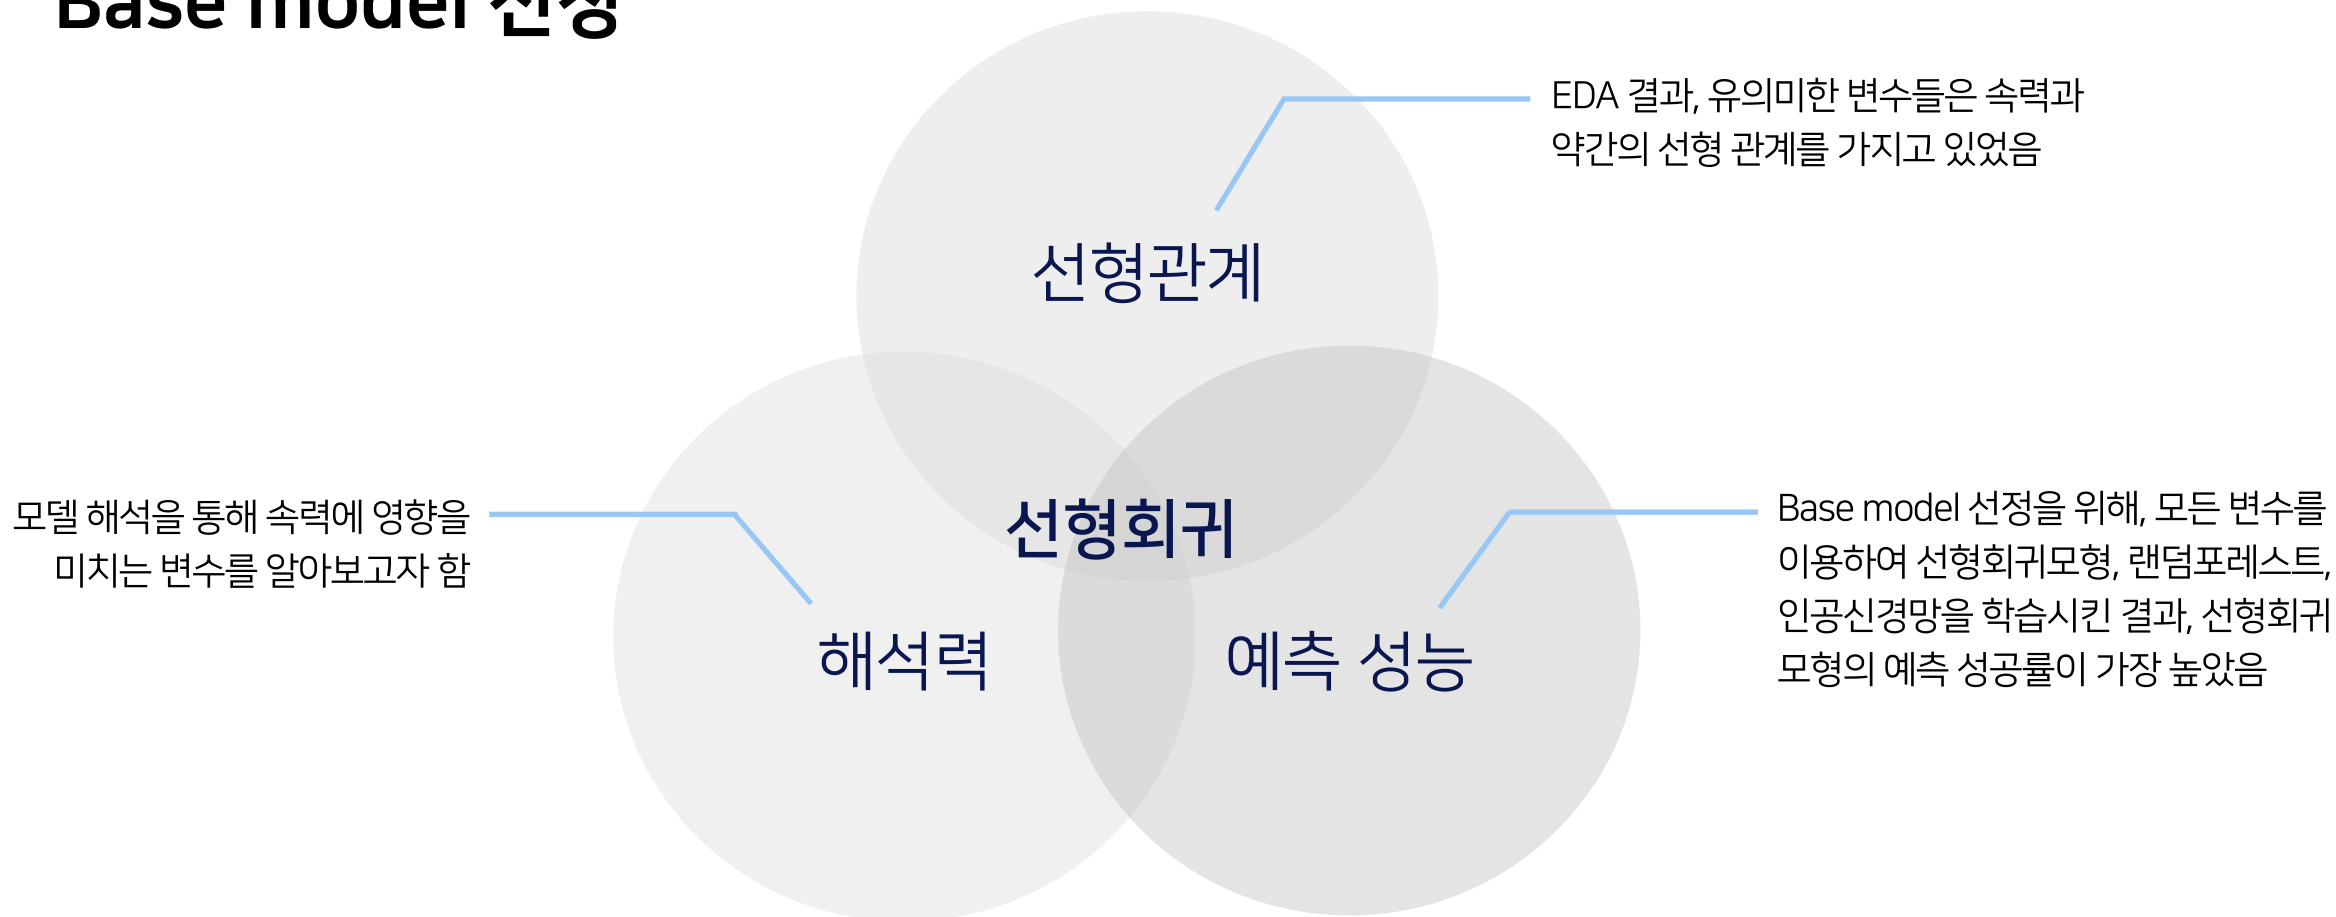 Base model 선정
EDA 결과, 유의미한 변수들은 속력과
약간의 선형 관계를 가지고 있었음
선형관계
모델 해석을 통해 속력에 영향을
미치는 변수를 알아보고자 함
선형회귀
Base model 선정을 위해, 모든 변수를
이용하여 선형회귀모형, 랜덤포레스트,
인공신경망을 학습시킨 결과, 선형회귀
모형의 예측 성공률이 가장 높았음
해석력
예측 성능